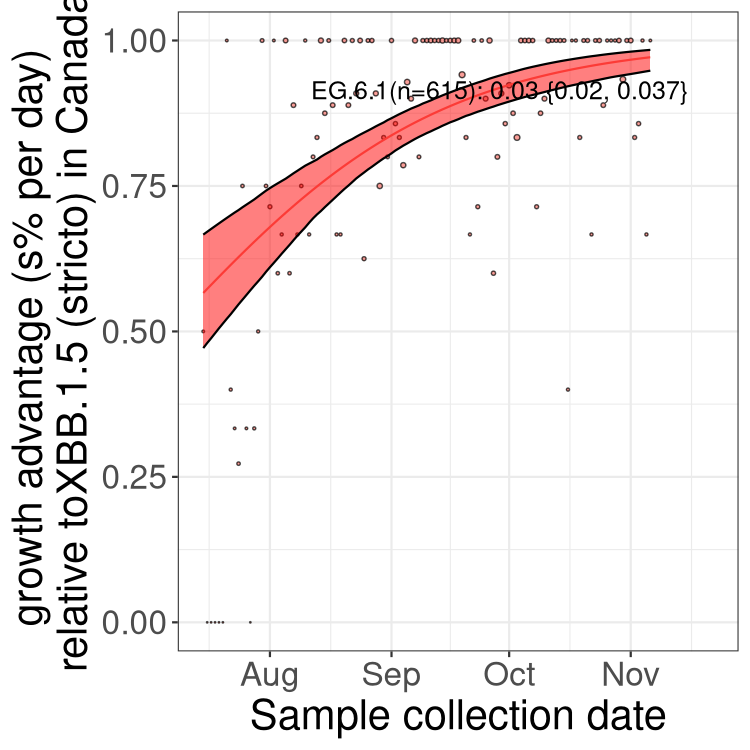 growth advantage (s% per day)
relative toXBB.1.5 (stricto) in Canada
1.00
0.75
0.50
0.25
0.00
EG.6.1(n=615): 0.03 {0.02, 0.037}
Aug Sep Oct Nov
Sample collection date